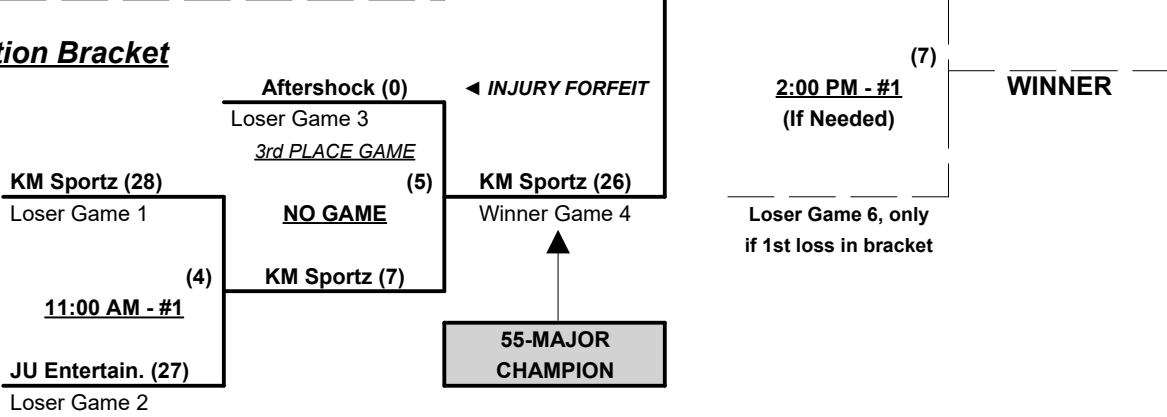 tion Bracket
(7)
Aftershock (0)
◄ INJURY FORFEIT
2:00 PM - #1
WINNER
Loser Game 3
(If Needed)
3rd PLACE GAME
KM Sportz (28)
(5)
KM Sportz (26)
Loser Game 1
NO GAME
Winner Game 4
Loser Game 6, only
if 1st loss in bracket
(4)
KM Sportz (7)
11:00 AM - #1
55-MAJOR
CHAMPION
JU Entertain. (27)
Loser Game 2